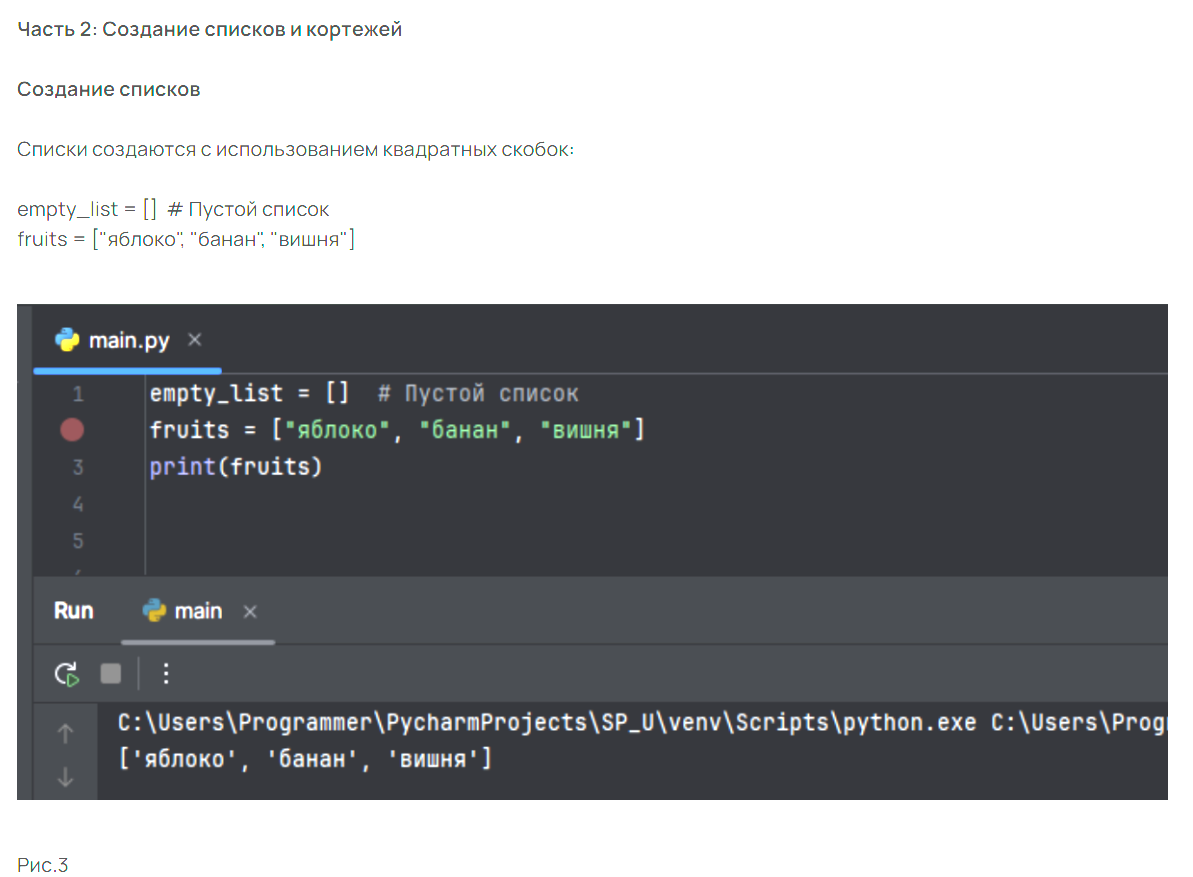 Часть 2: Создание списков и кортежей
Создание списков
Списки создаются с использованием квадратных скобок:
empty_list = [] # Пустой список
fruits = ["яблоко", "банан", "вишня"]
main.py
1 empty_list = [] # Пустой список
fruits = ["яблоко", "банан", "вишня"]
3 print(fruits)
4
5
Run main
C:\Users\Programmer\PycharmProjects\SP_U\venv\Scripts\python.exe C:\Users\Prog
['яблоко', 'банан', 'вишня']
Рис.3